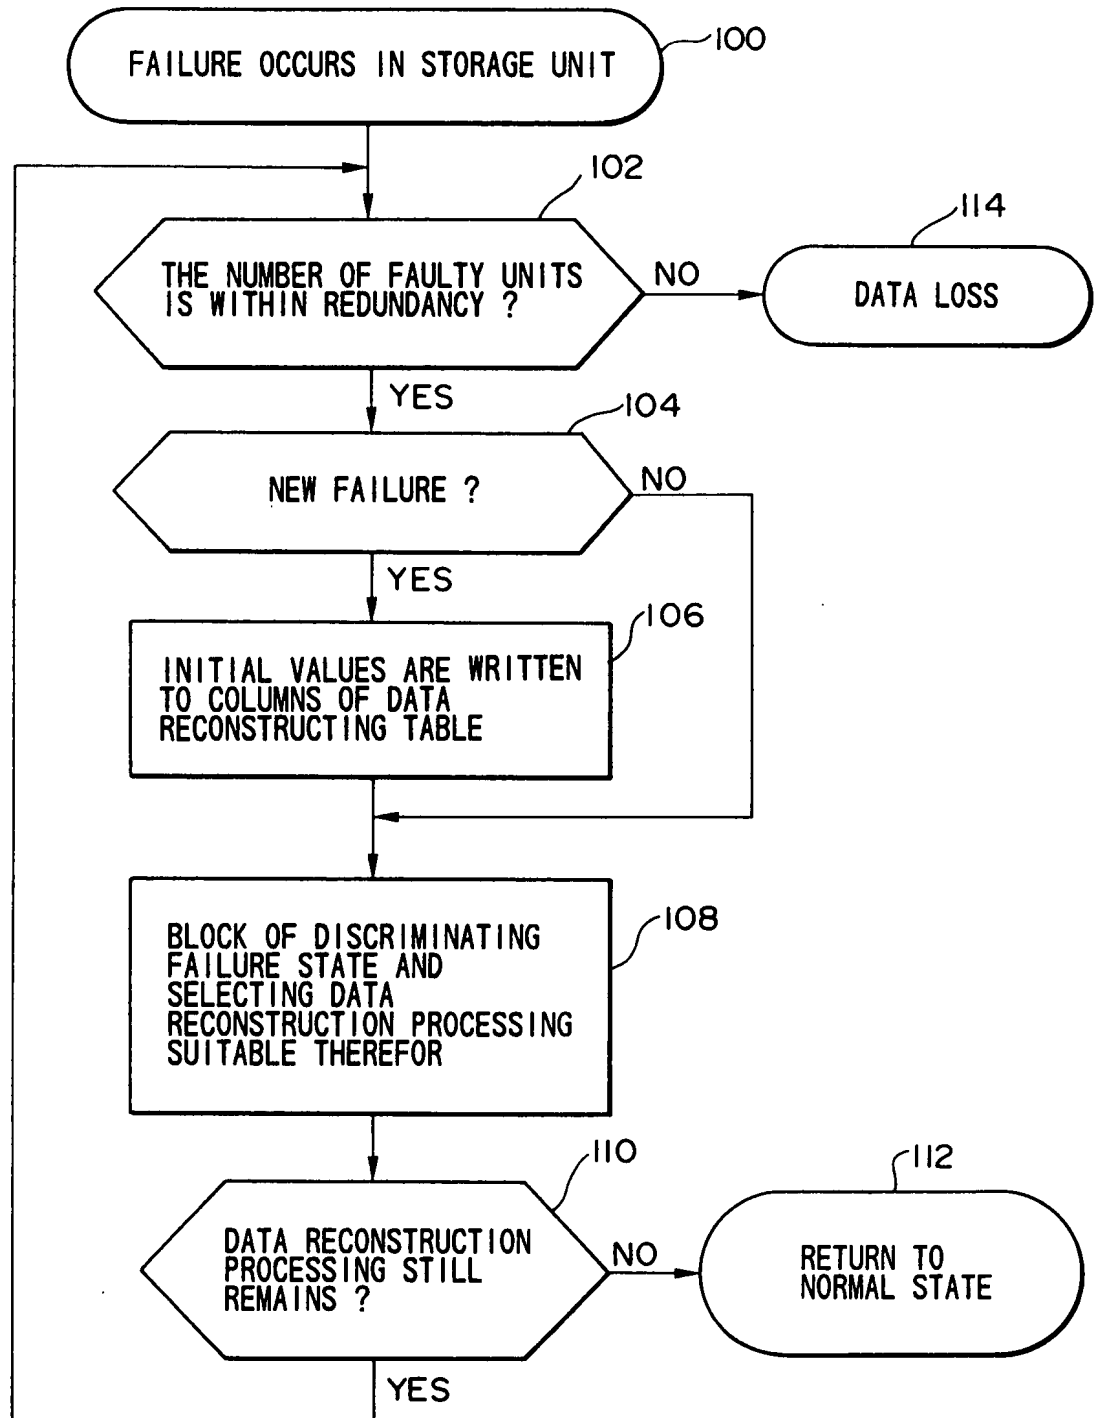 FAILURE OCCURS IN STORAGE UNIT
100
102
THE NUMBER OF FAULTY UNITS
IS WITHIN REDUNDANCY ?
NO
114
DATA LOSS
YES
104
NEW FAILURE ?
NO
YES
106
INITIAL VALUES ARE WRITTEN
TO COLUMNS OF DATA
RECONSTRUCTING TABLE
108
BLOCK OF DISCRIMINATING
FAILURE STATE AND
SELECTING DATA
RECONSTRUCTION PROCESSING
SUITABLE THEREFOR
110
DATA RECONSTRUCTION
PROCESSING STILL
REMAINS ?
NO
112
RETURN TO
NORMAL STATE
YES